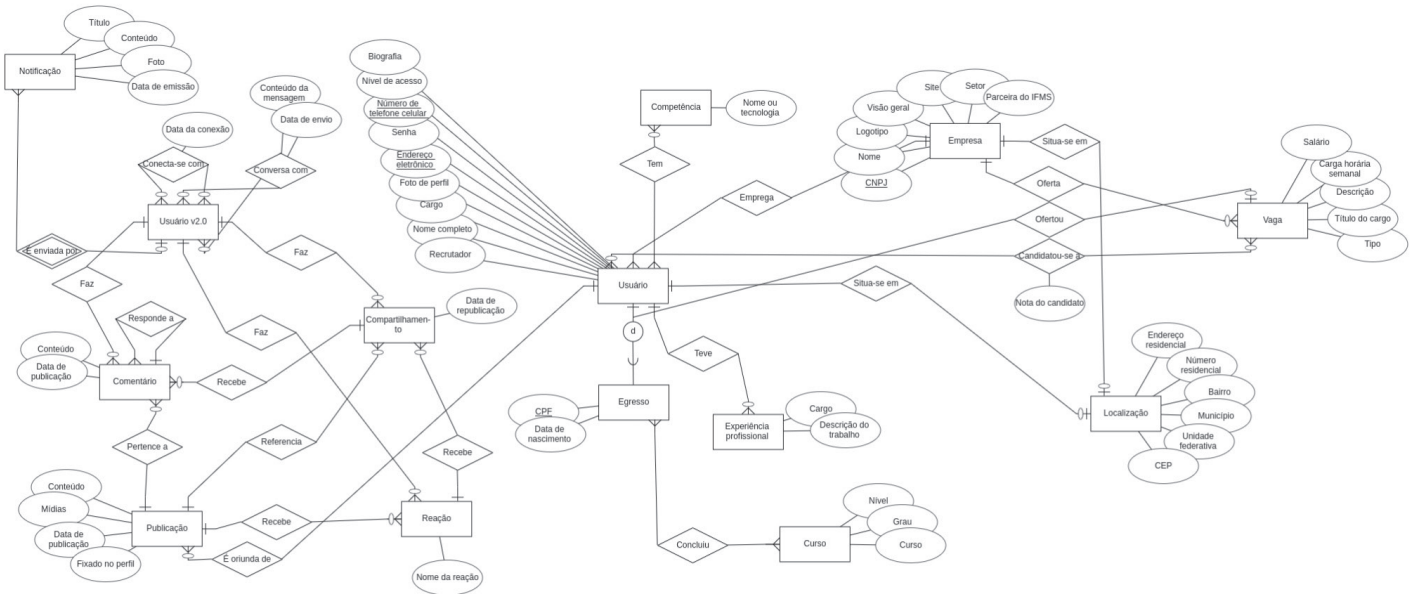 Título
Conteúdo
Foto
Data de emissão
Notificação
Conteúdo da
mensagem
Data de envio
Data da conexão
Conecta-se com
Conversa com
Usuário v2.0
É enviada por
Faz
Faz
Faz
Biografia
Nível de acesso
Número de
telefone celular
Senha
Endereço
eletrônico
Foto de perfil
Cargo
Nome completo
Recrutador
Competência
Nome ou
tecnologia
Tem
Emprega
Usuário
d
Site
Setor
Parceira do IFMS
Visão geral
Logotipo
Nome
CNPJ
Empresa
Situa-se em
Oferta
Ofertou
Candidatou-se a
Nota do candidato
Situa-se em
Salário
Carga horária
semanal
Descrição
Título do cargo
Tipo
Vaga
Responde a
Conteúdo
Data de
publicação
Comentário
Recebe
Compartilhamen-
to
Data de
republicação
Pertence a
Referencia
Recebe
Conteúdo
Mídias
Data de
publicação
Fixado no perfil
Publicação
Recebe
É oriunda de
Reação
Nome da reação
Teve
Egresso
CPF
Data de
nascimento
Experiência
profissional
Cargo
Descrição do
trabalho
Concluiu
Curso
Nível
Grau
Curso
Endereço
residencial
Número
residencial
Bairro
Município
Unidade
federativa
CEP
Localização